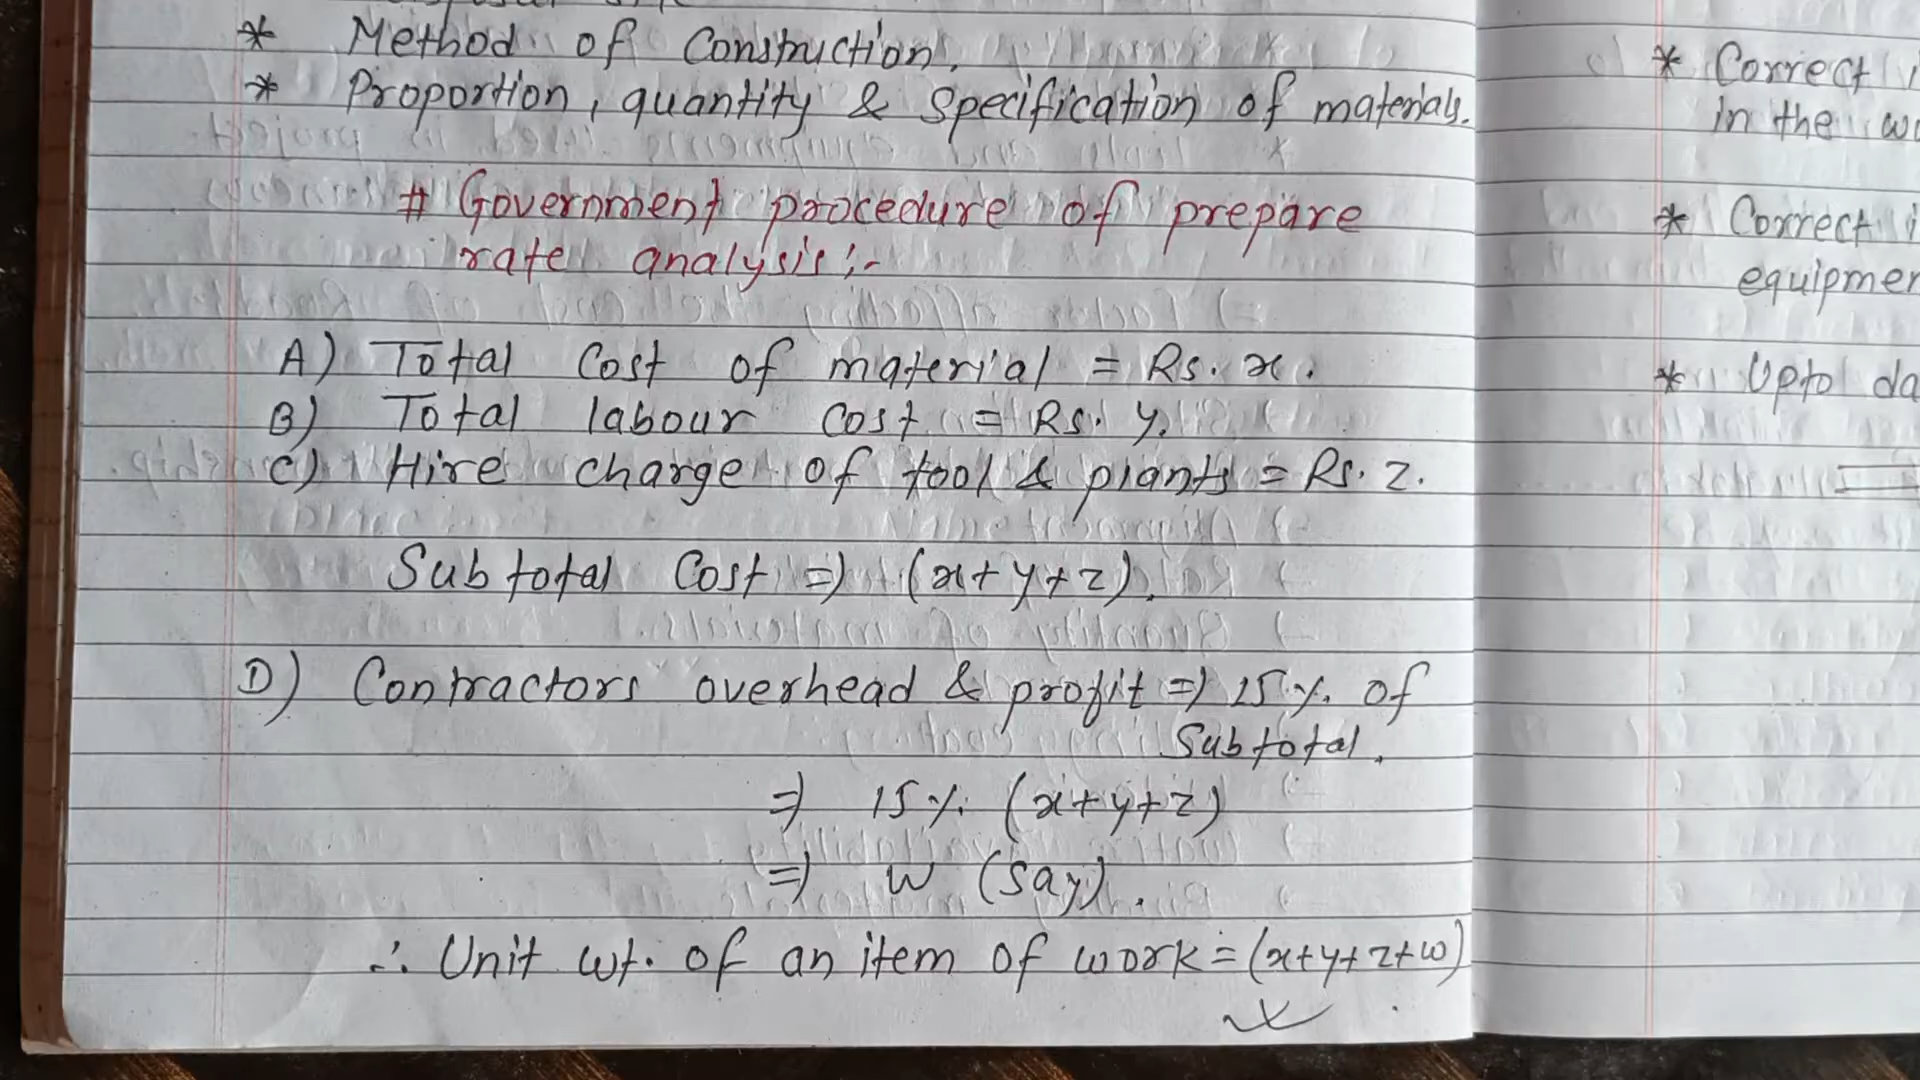 * Method of Construction.
* Proportion, quantity & Specification of materials.
# Government procedure of prepare
rate analysis :-
A) Total Cost of material = Rs. x.
B) Total labour cost = Rs. y.
C) Hire charge of tool & plants = Rs. z.
Subtotal Cost => (x+y+z).
D) Contractors overhead & profit => 15% of
Subtotal.
=> 15% (x+y+z)
=> w (say).
∴ Unit wt. of an item of work = (x+y+z+w)
* Correct
in the
* Correct
* Upto